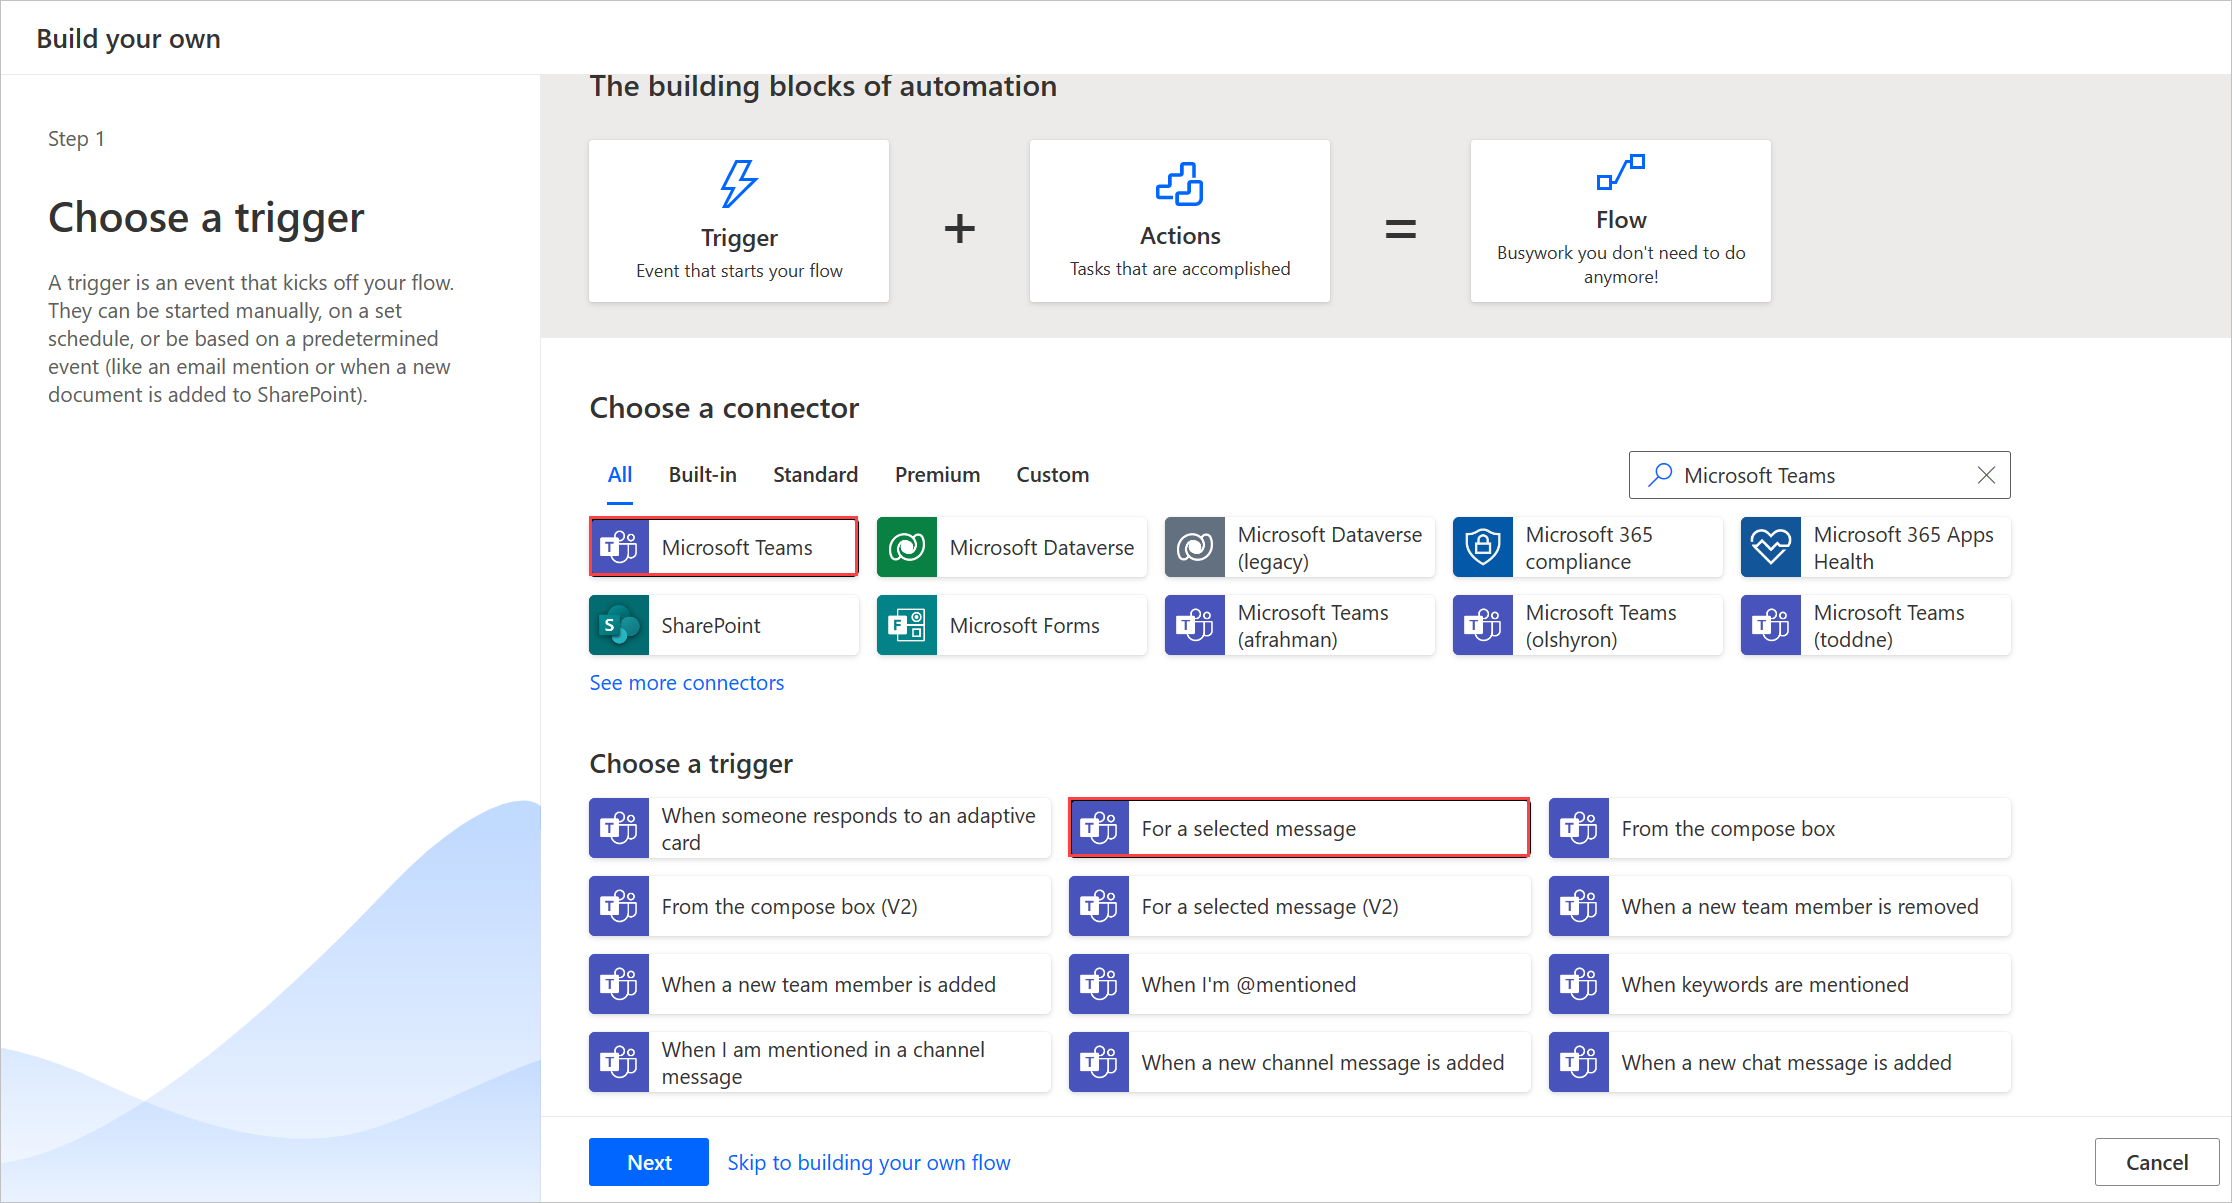 Build your own
Step 1
Choose a trigger
A trigger is an event that kicks off your flow.
They can be started manually, on a set
schedule, or be based on a predetermined
event (like an email mention or when a new
document is added to SharePoint).
The building blocks of automation
Trigger
Event that starts your flow
+
Actions
Tasks that are accomplished
=
Flow
Busywork you don't need to do
anymore!
Choose a connector
All Built-in Standard Premium Custom
Microsoft Teams
Microsoft Teams
Microsoft Dataverse
Microsoft Dataverse
(legacy)
Microsoft 365
compliance
Microsoft 365 Apps
Health
SharePoint
Microsoft Forms
Microsoft Teams
(afrahman)
Microsoft Teams
(olshyron)
Microsoft Teams
(toddne)
See more connectors
Choose a trigger
When someone responds to an adaptive
card
For a selected message
From the compose box
From the compose box (V2)
For a selected message (V2)
When a new team member is removed
When a new team member is added
When I'm @mentioned
When keywords are mentioned
When I am mentioned in a channel
message
When a new channel message is added
When a new chat message is added
Next
Skip to building your own flow
Cancel